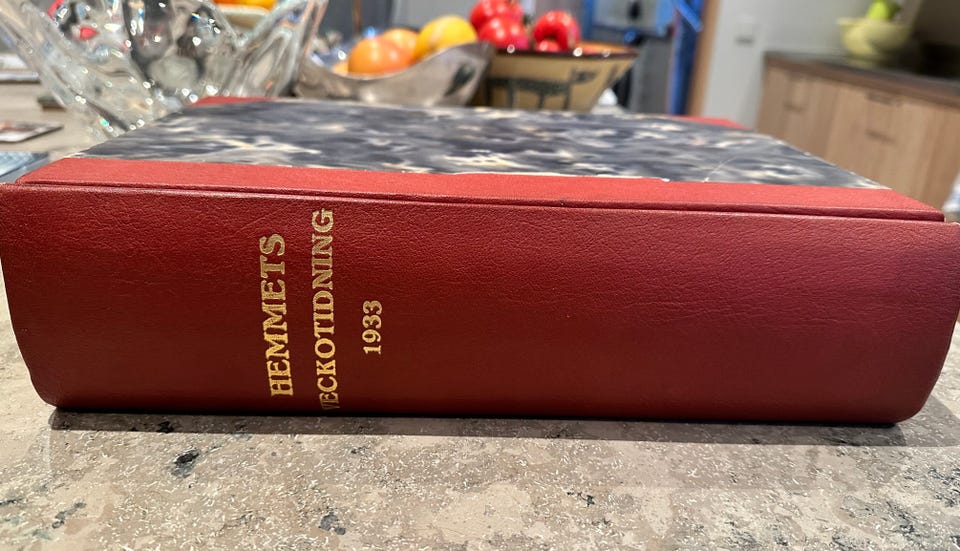 HEMMETS
VECKOTIDNING
1933